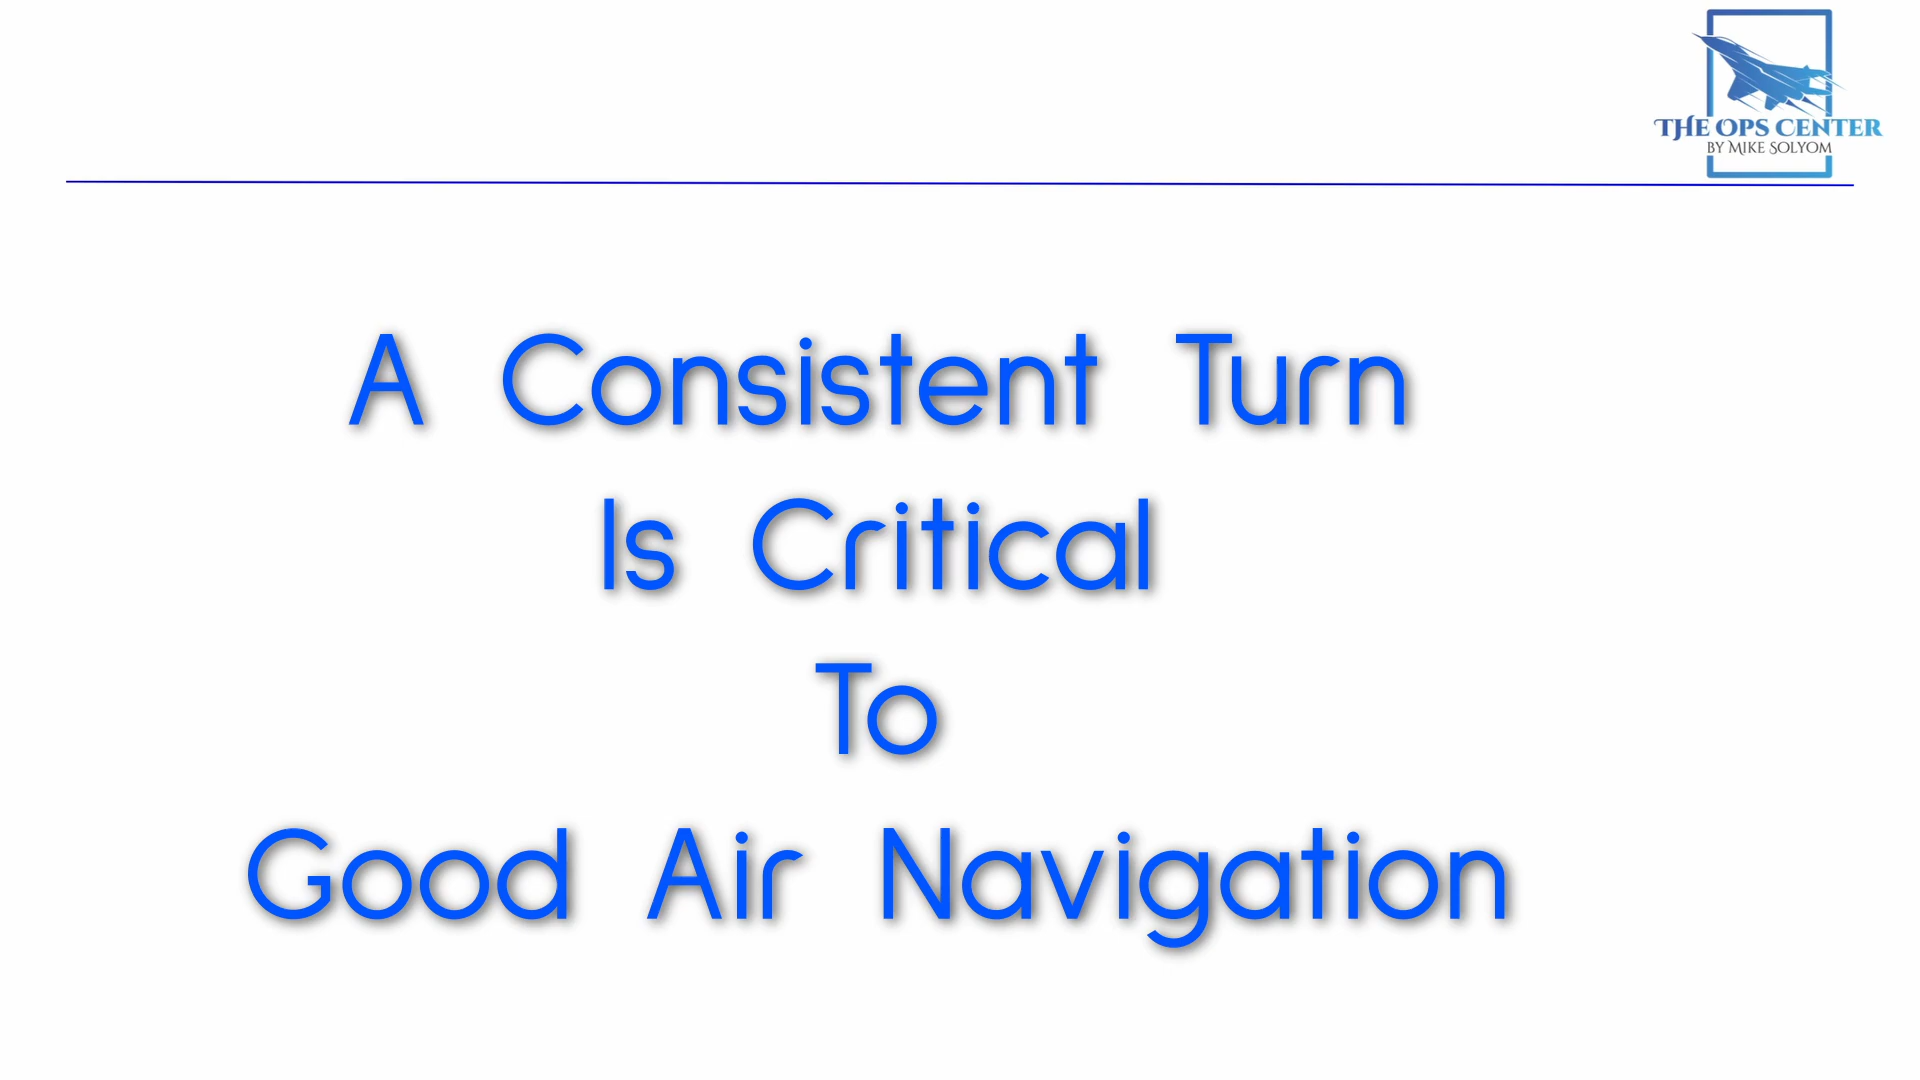 THE OPS CENTER
BY MIKE SOLYOM
A Consistent Turn
Is Critical
To
Good Air Navigation